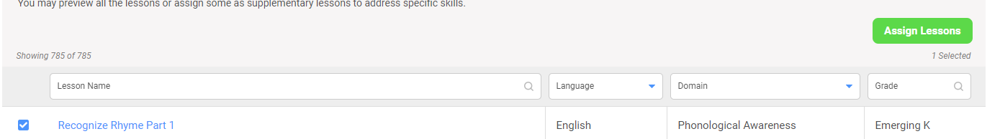 You may preview all the lessons or assign some as supplementary lessons to address specific skills.
Assign Lessons
Showing 785 of 785
1 Selected
Lesson Name
Language
Domain
Grade
Recognize Rhyme Part 1
English
Phonological Awareness
Emerging K